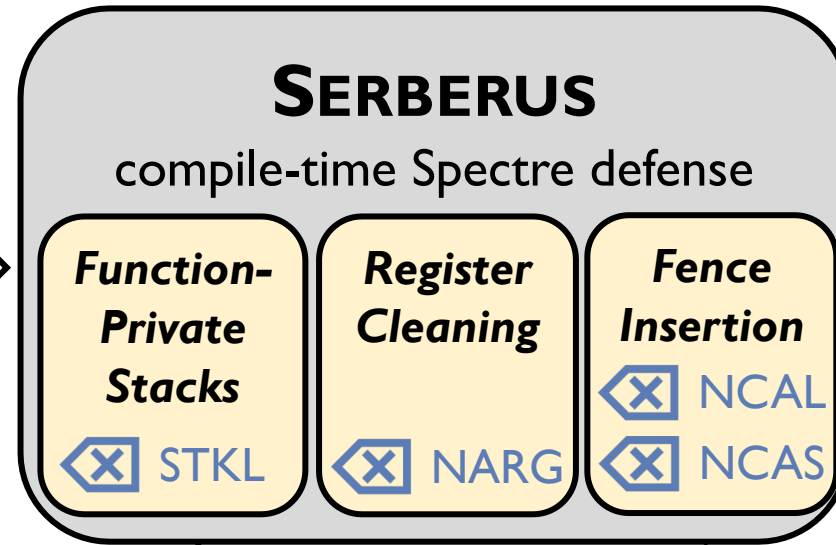 SERBERUS
compile-time Spectre defense
Function-
Private
Stacks
STKL
Register
Cleaning
NARG
Fence
Insertion
NCAL
NCAS